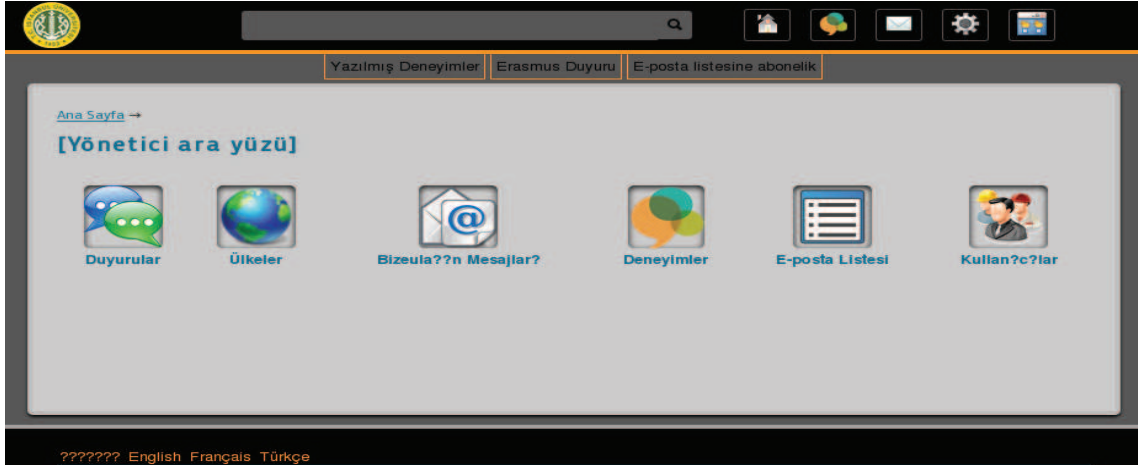 Yazılmış Deneyimler Erasmus Duyuru E-posta listesine abonelik
Ana Sayfa →
[Yönetici ara yüzü]
Duyurular Ülkeler Bizeula??n Mesajlar? Deneyimler E-posta Listesi Kullan?c?lar
??????? English Français Türkçe